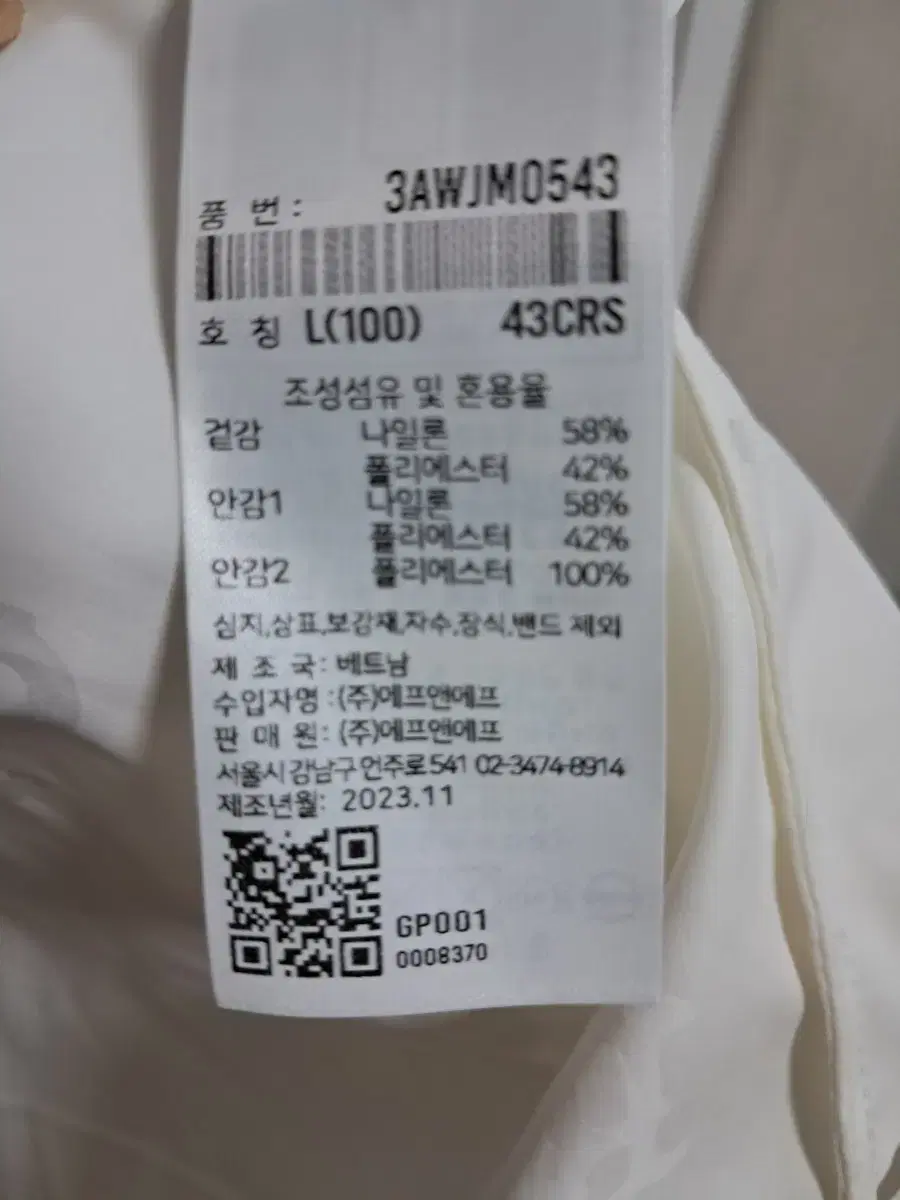 품 번: 3AWJM0543
호 칭 L(100) 43CRS
조성섬유 및 혼용율
겉감 나일론 58%
폴리에스터 42%
안감1 나일론 58%
폴리에스터 42%
안감2 폴리에스터 100%
심지,상표,보강재,자수,장식,밴드 제외
제 조 국: 베트남
수입자명 :(주)에프앤에프
판 매 원: (주)에프앤에프
서울시 강남구 언주로 541 02-3474-8914
제조년월: 2023.11
GP001
0008370